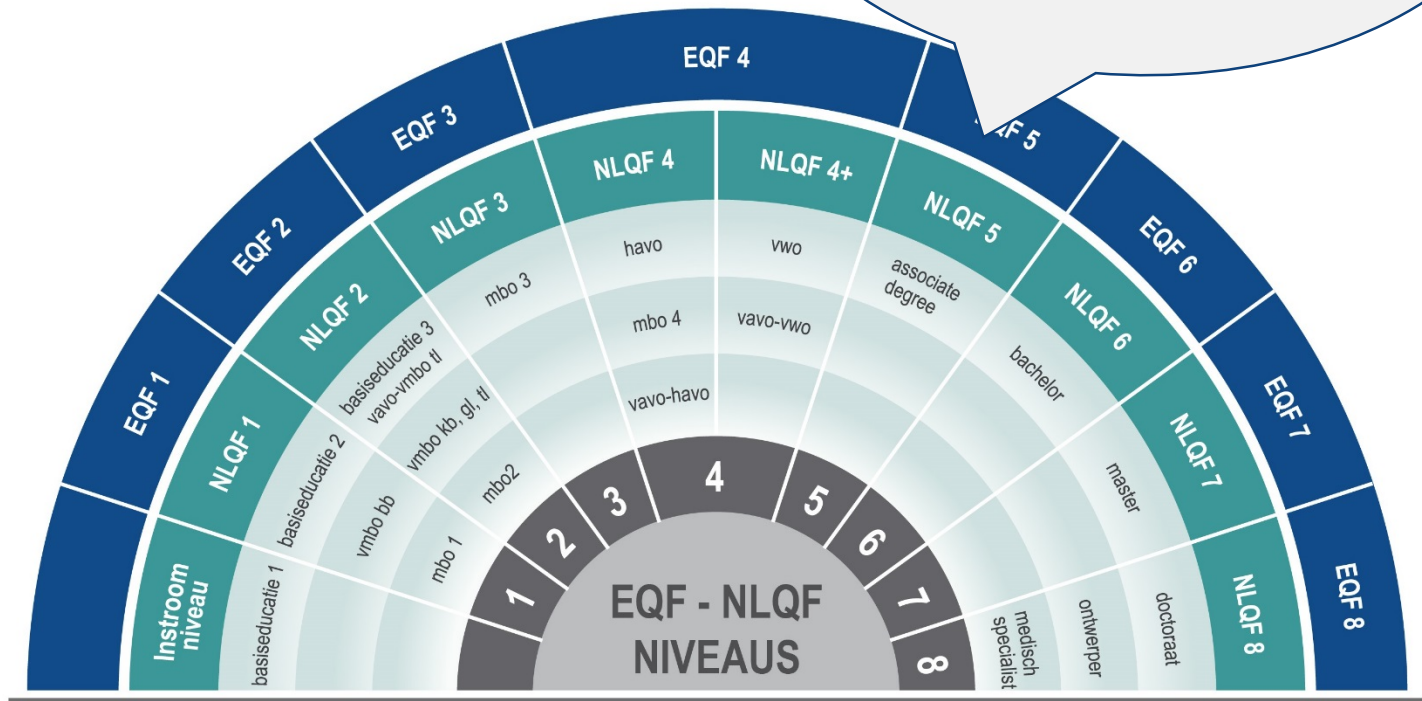 EQF 1
EQF 2
EQF 3
EQF 4
EQF 5
EQF 6
EQF 7
EQF 8
Instroom
niveau
NLQF 1
NLQF 2
NLQF 3
NLQF 4
NLQF 4+
NLQF 5
NLQF 6
NLQF 7
NLQF 8
basiseducatie 1
basiseducatie 2
vmbo bb
mbo 1
basiseducatie 3
vavo-vmbo tl
vmbo kb, gl, tl
mbo2
mbo 3
havo
mbo 4
vavo-havo
vwo
vavo-vwo
associate
degree
bachelor
master
doctoraat
ontwerper
medisch
specialist
1
2
3
4
5
6
7
8
EQF - NLQF
NIVEAUS